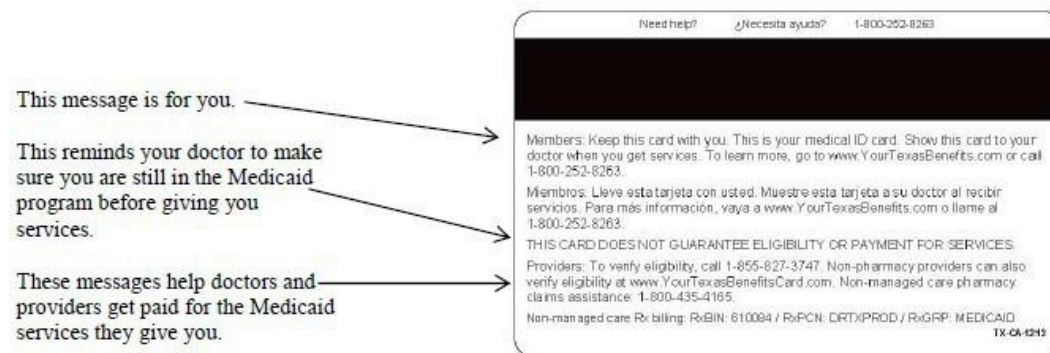 Need help? ¿Necesita ayuda? 1-800-252-8263
This message is for you.
This reminds your doctor to make
sure you are still in the Medicaid
program before giving you
services.
These messages help doctors and
providers get paid for the Medicaid
services they give you.
Members: Keep this card with you. This is your medical ID card. Show this card to your
doctor when you get services. To learn more, go to www.YourTexasBenefits.com or call
1-800-252-8263.
Miembros: Lleve esta tarjeta con usted. Muestre esta tarjeta a su doctor al recibir
servicios. Para más información, vaya a www.YourTexasBenefits.com o llame al
1-800-252-8263.
THIS CARD DOES NOT GUARANTEE ELIGIBILITY OR PAYMENT FOR SERVICES.
Providers: To verify eligibility, call 1-855-827-3747. Non-pharmacy providers can also
verify eligibility at www.YourTexasBenefitsCard.com. Non-managed care pharmacy
claims assistance: 1-800-435-4165.
Non-managed care Rx billing: RxBIN: 610084 / RxPCN: DRTXPROD / RxGRP: MEDICAID
TX-CA-1213